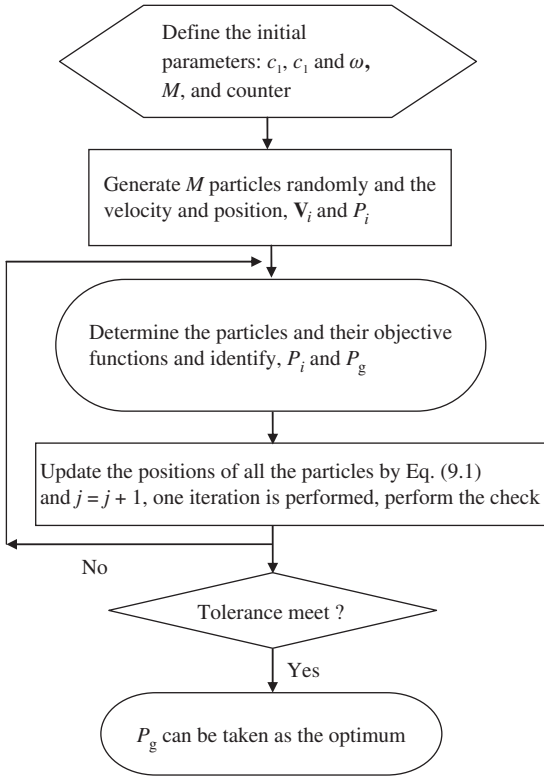 Define the initial
parameters: c₁, c₁ and ω,
M, and counter
Generate M particles randomly and the
velocity and position, Vᵢ and Pᵢ
Determine the particles and their objective
functions and identify, Pᵢ and P_g
Update the positions of all the particles by Eq. (9.1)
and j = j + 1, one iteration is performed, perform the check
No
Tolerance meet ?
Yes
P_g can be taken as the optimum